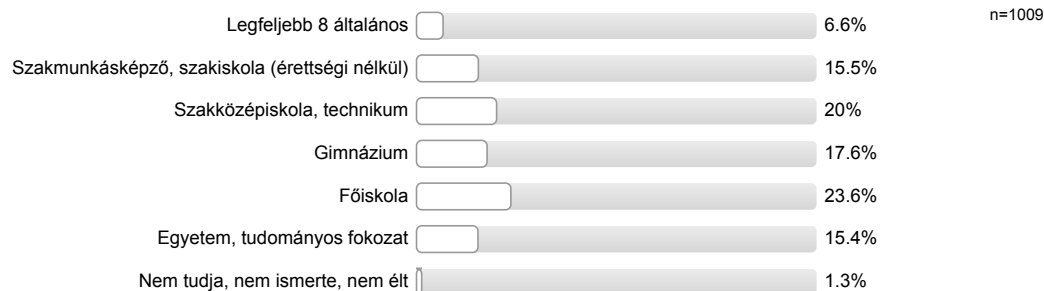 Legfeljebb 8 általános 6.6% n=1009
Szakmunkásképző, szakiskola (érettségi nélkül) 15.5%
Szakközépiskola, technikum 20%
Gimnázium 17.6%
Főiskola 23.6%
Egyetem, tudományos fokozat 15.4%
Nem tudja, nem ismerte, nem élt 1.3%